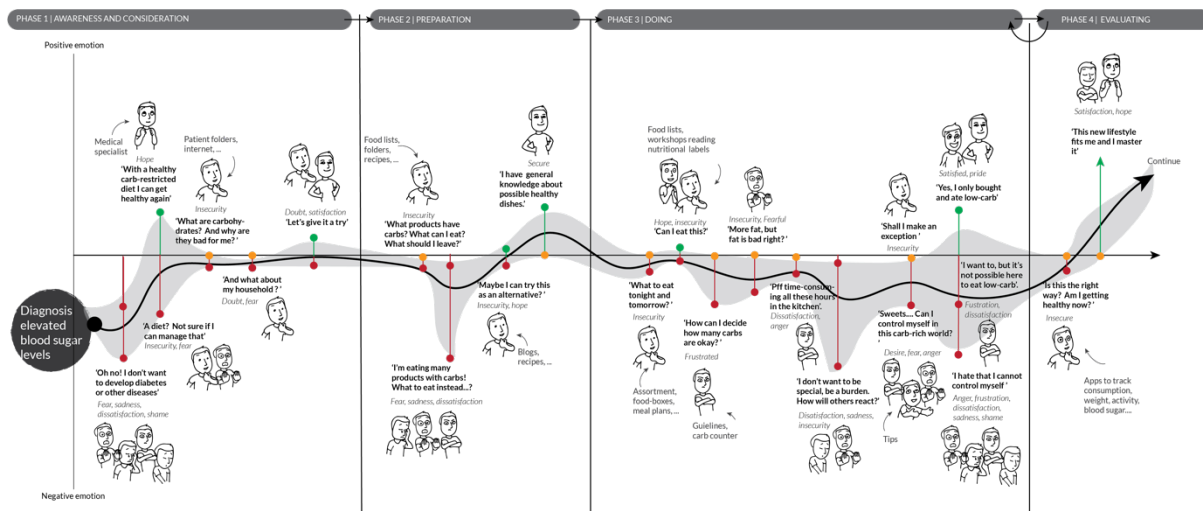 PHASE 1 | AWARENESS AND CONSIDERATION
PHASE 2 | PREPARATION
PHASE 3 | DOING
PHASE 4 | EVALUATING
Positive emotion
Negative emotion
Diagnosis
elevated
blood sugar
levels
Medical
specialist
Hope
'With a healthy
carb-restricted
diet I can get
healthy again'
'Oh no! I don't want
to develop diabetes
or other diseases'
Fear, sadness,
dissatisfaction, shame
'A diet? Not sure if I
can manage that'
Insecurity, fear
Patient folders,
internet, ...
Insecurity
'What are carbohy-
drates? And why are
they bad for me? '
'And what about
my household ? '
Doubt, fear
Doubt, satisfaction
'Let's give it a try'
Food lists,
folders,
recipes, ...
Insecurity
'What products have
carbs? What can I eat?
What should I leave?'
'I'm eating many
products with carbs!
What to eat instead...?
Fear, sadness, dissatisfaction
Secure
'I have general
knowledge about
possible healthy
dishes.'
Maybe I can try this
as an alternative? '
Insecurity, hope
Blogs,
recipes, ...
Food lists,
workshops reading
nutritional labels
Hope, insecurity
'Can I eat this?'
'What to eat
tonight and
tomorrow? '
Insecurity
Assortment,
food-boxes,
meal plans, ...
'How can I decide
how many carbs
are okay? '
Frustrated
Guielines,
carb counter
Insecurity, Fearful
'More fat, but
fat is bad right? '
'Pff time-consum-
ing all these hours
in the kitchen'.
Dissatisfaction,
anger
'I don't want to be
special, be a burden.
How will others react?'
Disatisfaction, sadness,
insecurity
'Shall I make an
exception '
Insecurity
'Sweets.... Can I
control myself in
this carb-rich world?
'
Desire, fear, anger
Tips
Satisfied, pride
'Yes, I only bought
and ate low-carb'
'I want to, but it's
not possible here
to eat low-carb'.
Fustration,
dissatisfaction
'I hate that I cannot
control myself '
Anger, frustration,
dissatisfaction,
sadness, shame
Satisfaction, hope
'This new lifestyle
fits me and I master
it'
Continue
Is this the right
way? Am I getting
healthy now? '
Insecure
Apps to track
consumption,
weight, activity,
blood sugar....